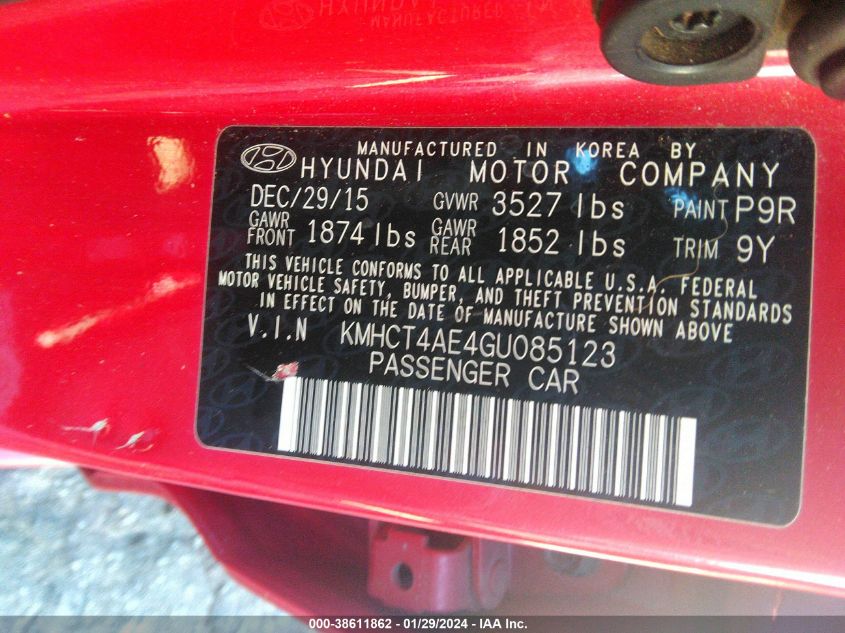 MANUFACTURED IN KOREA BY
HYUNDAI MOTOR COMPANY
DEC/29/15 GVWR 3527 lbs PAINT P9R
GAWR FRONT 1874 lbs GAWR REAR 1852 lbs TRIM 9Y
THIS VEHICLE CONFORMS TO ALL APPLICABLE U.S.A. FEDERAL
MOTOR VEHICLE SAFETY, BUMPER, AND THEFT PREVENTION STANDARDS
IN EFFECT ON THE DATE OF MANUFACTURE SHOWN ABOVE
V.I.N KMHCT4AE4GU085123
PASSENGER CAR
000-38611862 - 01/29/2024 - IAA Inc.